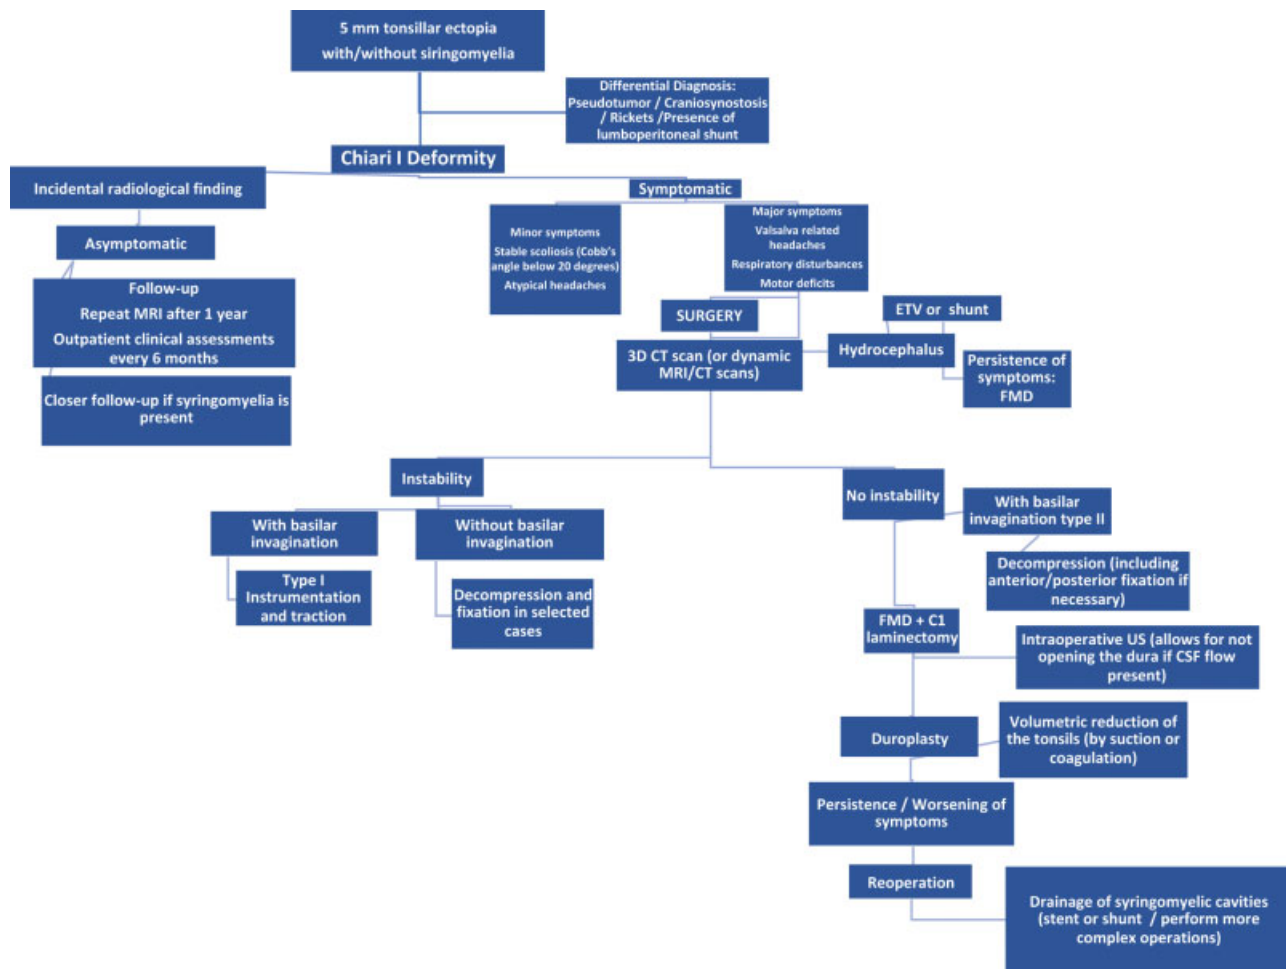 5 mm tonsillar ectopia
with/without siringomyelia
Differential Diagnosis:
Pseudotumor / Craniosynostosis
/ Rickets /Presence of
lumboperitoneal shunt
Chiari I Deformity
Incidental radiological finding
Symptomatic
Asymptomatic
Minor symptoms
Stable scoliosis (Cobb's
angle below 20 degrees)
Atypical headaches
Major symptoms
Valsalva related
headaches
Respiratory disturbances
Motor deficits
Follow-up
Repeat MRI after 1 year
Outpatient clinical assessments
every 6 months
Closer follow-up if syringomyelia is
present
SURGERY
3D CT scan (or dynamic
MRI/CT scans)
ETV or shunt
Hydrocephalus
Persistence of
symptoms:
FMD
Instability
With basilar
invagination
Without basilar
invagination
Type I
Instrumentation
and traction
Decompression and
fixation in selected
cases
No instability
With basilar
invagination type II
Decompression (including
anterior/posterior fixation if
necessary)
FMD + C1
laminectomy
Intraoperative US (allows for not
opening the dura if CSF flow
present)
Duroplasty
Volumetric reduction of
the tonsils (by suction or
coagulation)
Persistence / Worsening of
symptoms
Reoperation
Drainage of syringomyelic cavities
(stent or shunt / perform more
complex operations)